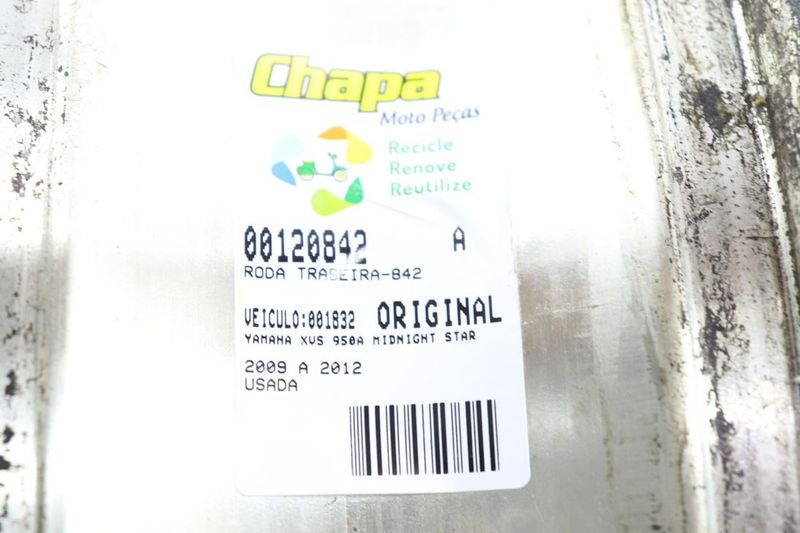 Chapa
Moto Peças
Recicle
Renove
Reutilize
00120842 A
RODA TRASEIRA-842
VEICULO:001832 ORIGINAL
YAMAHA XVS 950A MIDNIGHT STAR
2009 A 2012
USADA